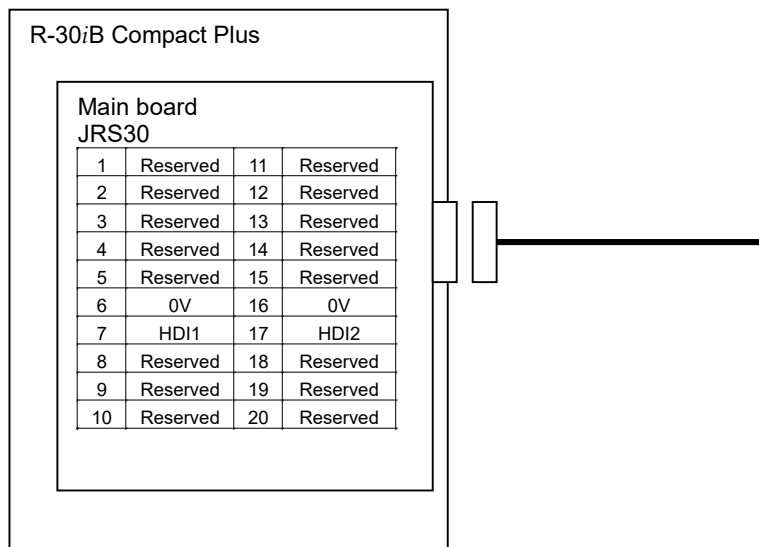 R-30iB Compact Plus
Main board
JRS30
1 Reserved 11 Reserved
2 Reserved 12 Reserved
3 Reserved 13 Reserved
4 Reserved 14 Reserved
5 Reserved 15 Reserved
6 0V 16 0V
7 HDI1 17 HDI2
8 Reserved 18 Reserved
9 Reserved 19 Reserved
10 Reserved 20 Reserved